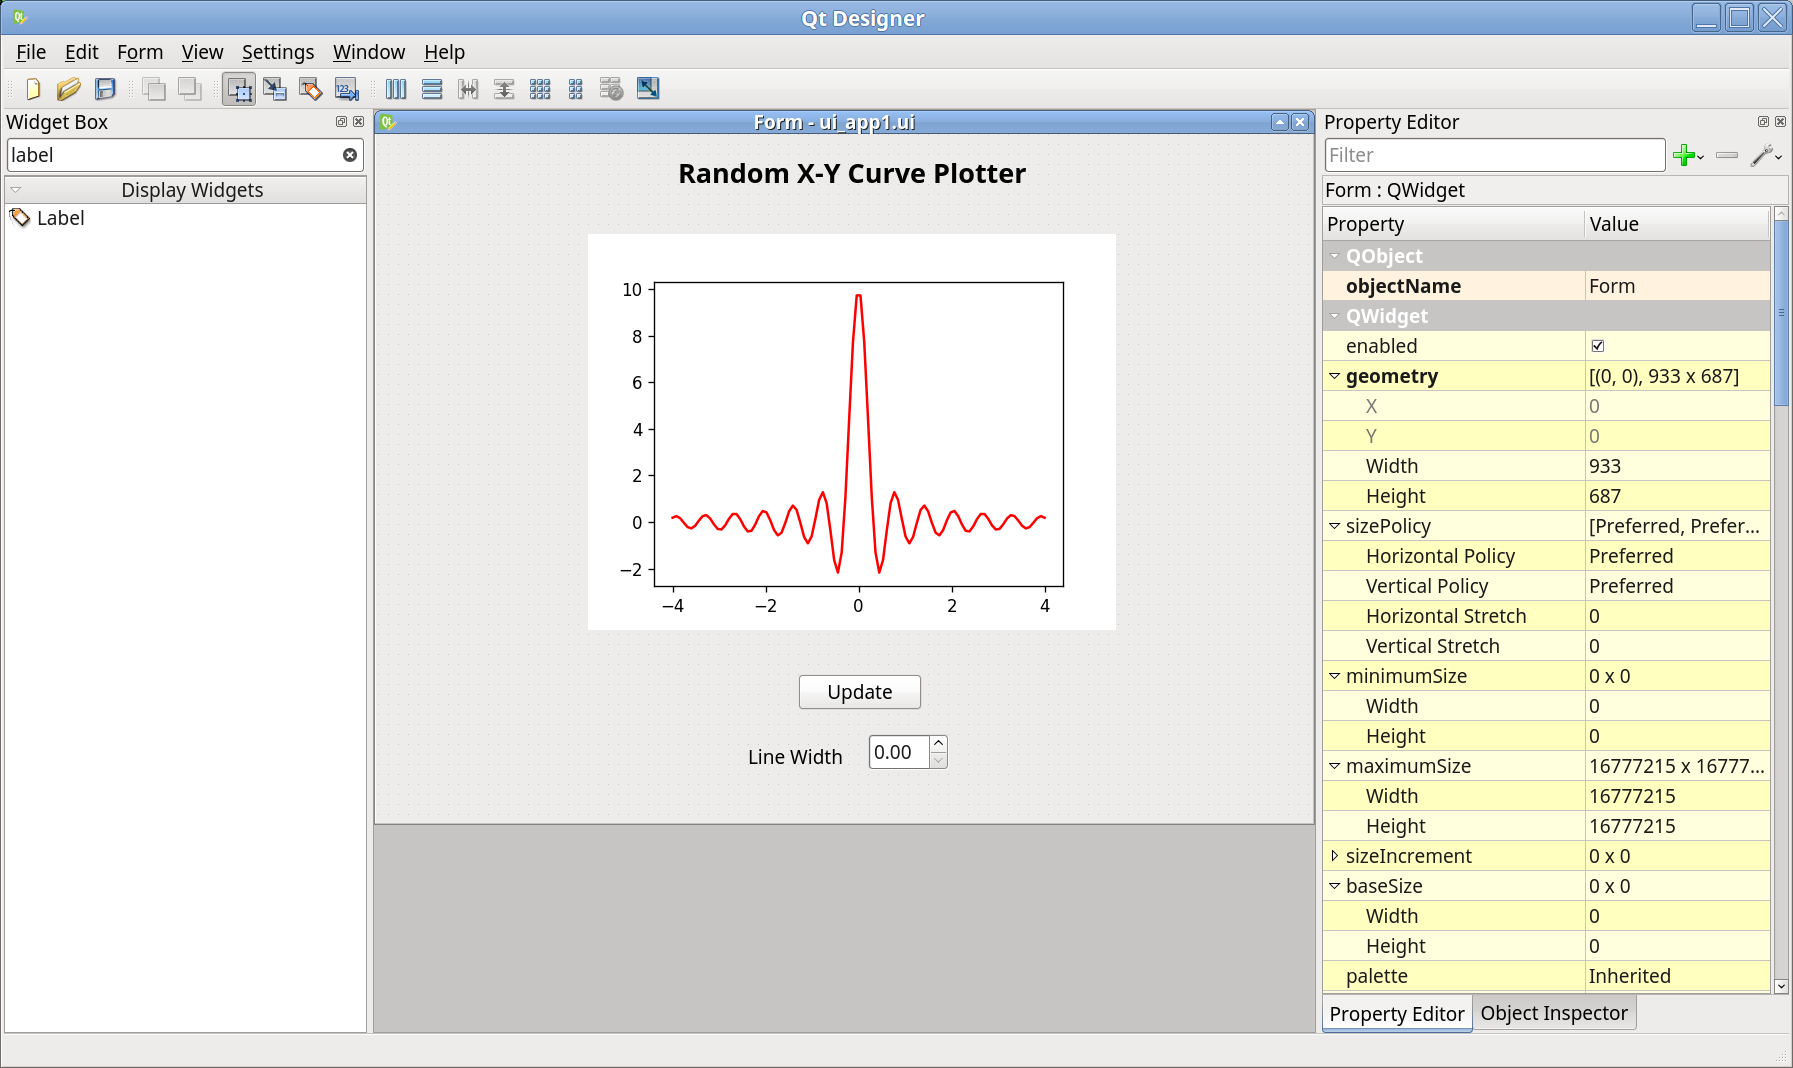 Qt Designer
File Edit Form View Settings Window Help
Widget Box
label
Display Widgets
Label
Form - ui_app1.ui
Random X-Y Curve Plotter
10
8
6
4
2
0
−2
−4 −2 0 2 4
Update
Line Width 0.00
Property Editor
Filter
Form : QWidget
Property Value
QObject
objectName Form
QWidget
enabled
geometry [(0, 0), 933 x 687]
X 0
Y 0
Width 933
Height 687
sizePolicy [Preferred, Prefer...
Horizontal Policy Preferred
Vertical Policy Preferred
Horizontal Stretch 0
Vertical Stretch 0
minimumSize 0 x 0
Width 0
Height 0
maximumSize 16777215 x 16777...
Width 16777215
Height 16777215
sizeIncrement 0 x 0
baseSize 0 x 0
Width 0
Height 0
palette Inherited
Property Editor Object Inspector